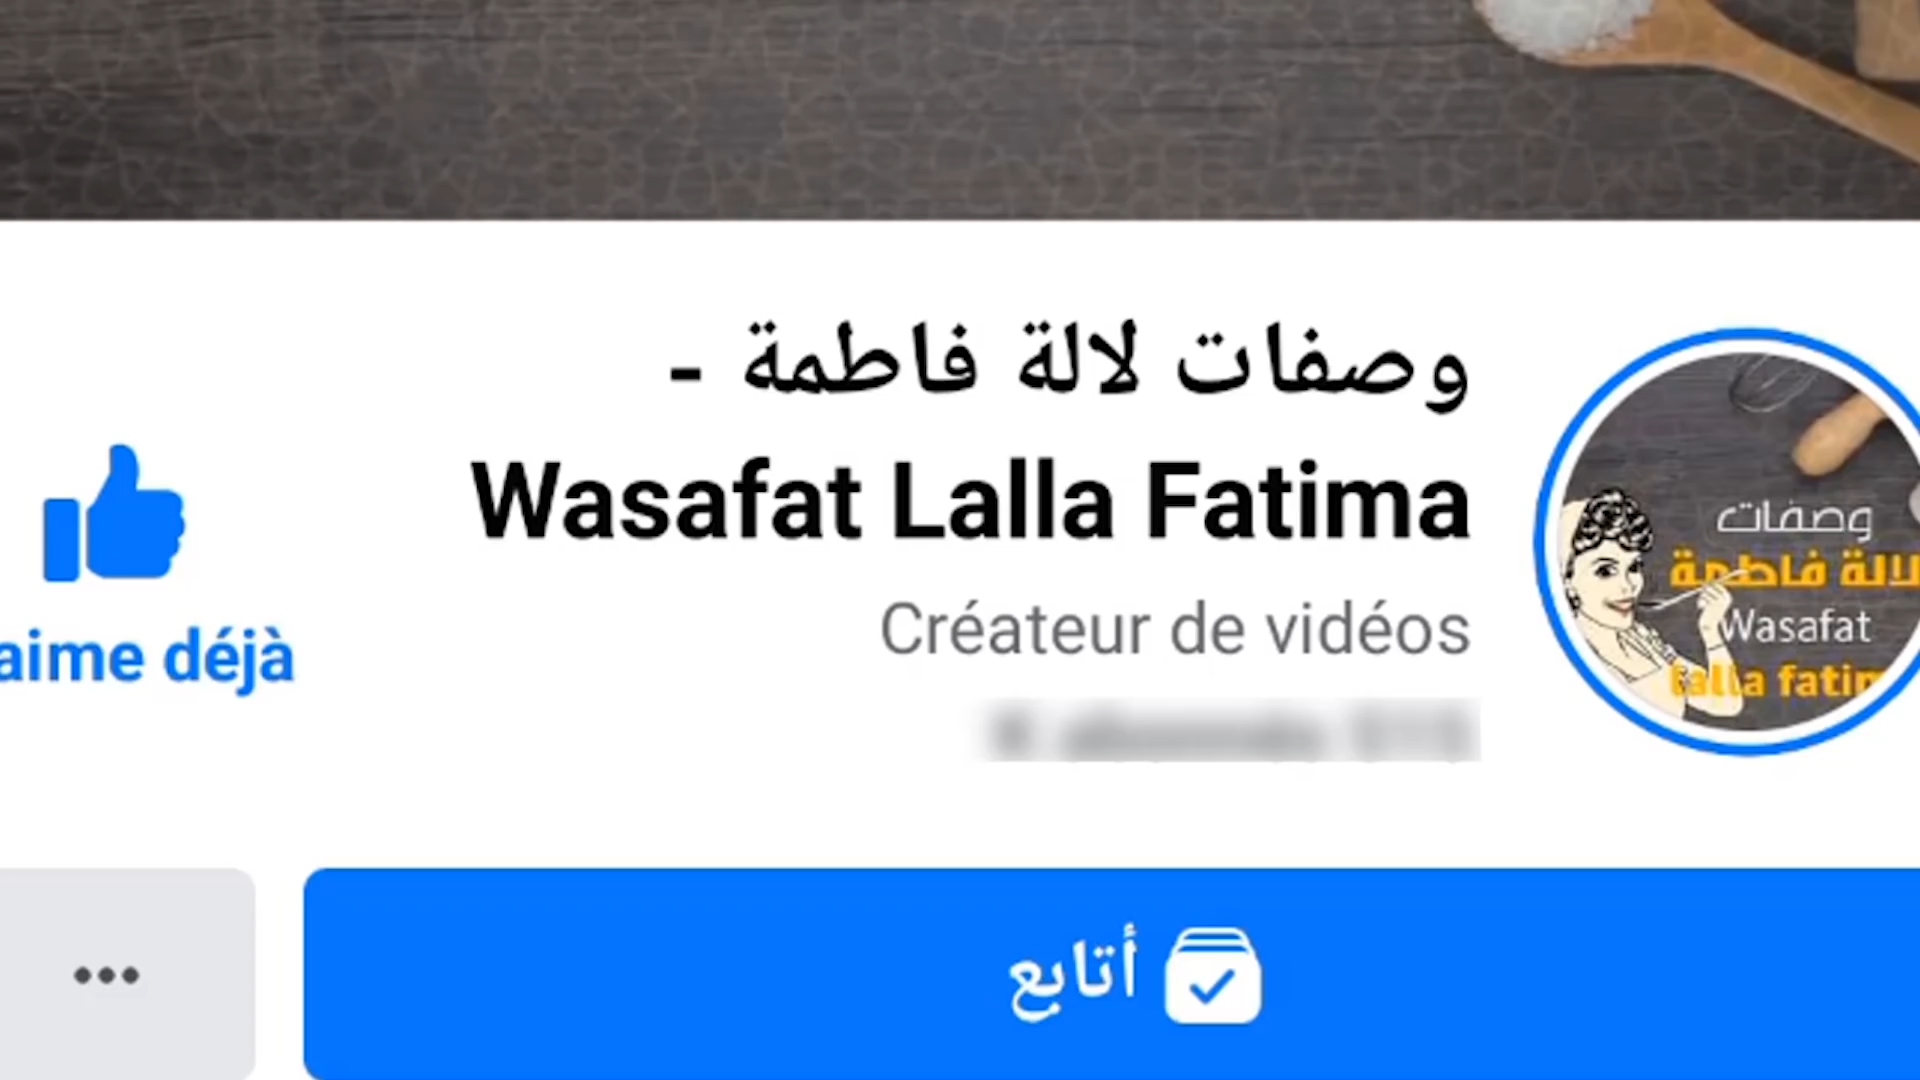 وصفات لالة فاطمة -
Wasafat Lalla Fatima
Créateur de vidéos
aime déjà
وصفات
لالة فاطمة
Wasafat
lalla fatim
أتابع